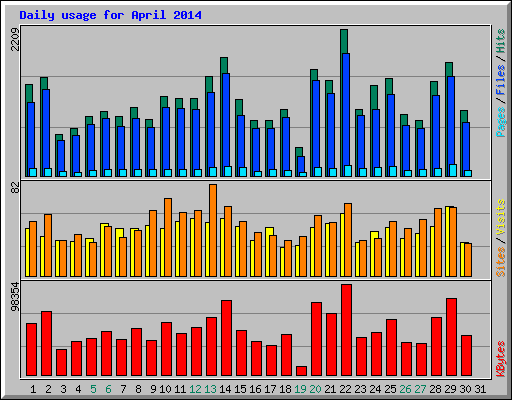 Daily usage for April 2014
2209
Pages / Files / Hits
82
Sites / Visits
98354
KBytes
1 2 3 4 5 6 7 8 9 10 11 12 13 14 15 16 17 18 19 20 21 22 23 24 25 26 27 28 29 30 31